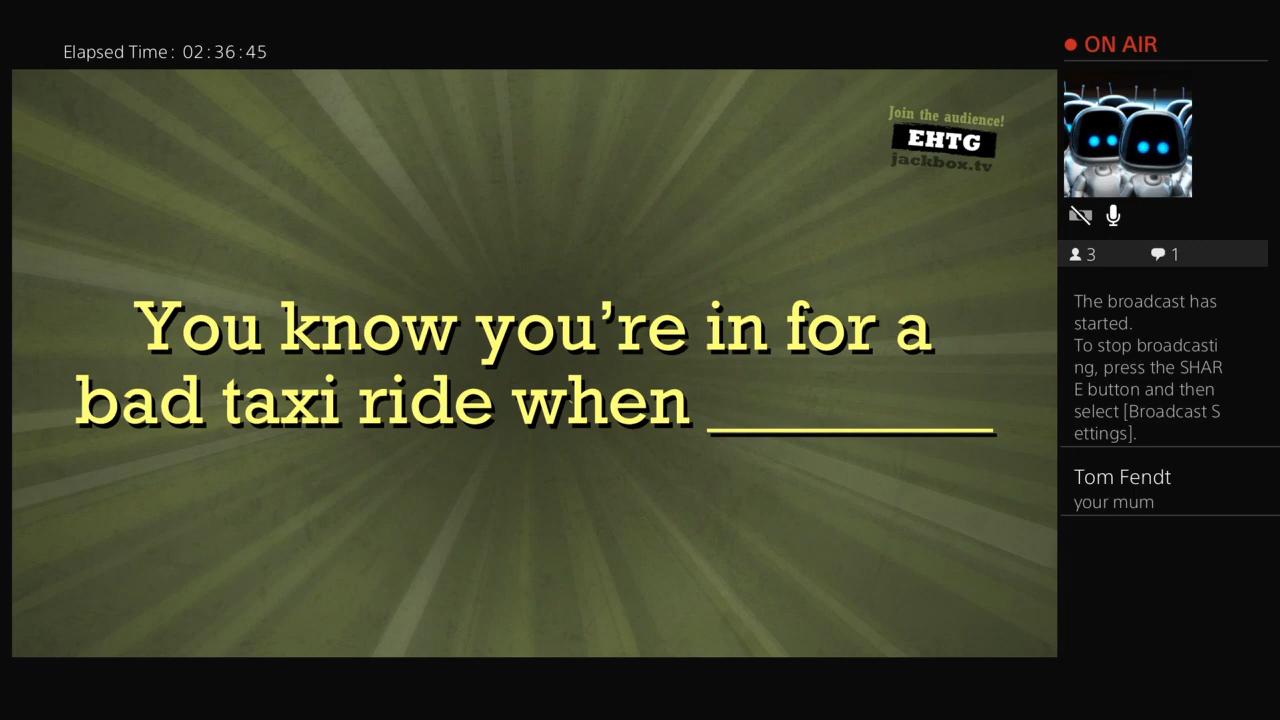 Elapsed Time: 02:36:45
ON AIR
Join the audience!
EHTG
jackbox.tv
You know you're in for a
bad taxi ride when __________
3 1
The broadcast has
started.
To stop broadcasti
ng, press the SHAR
E button and then
select [Broadcast S
ettings].
Tom Fendt
your mum